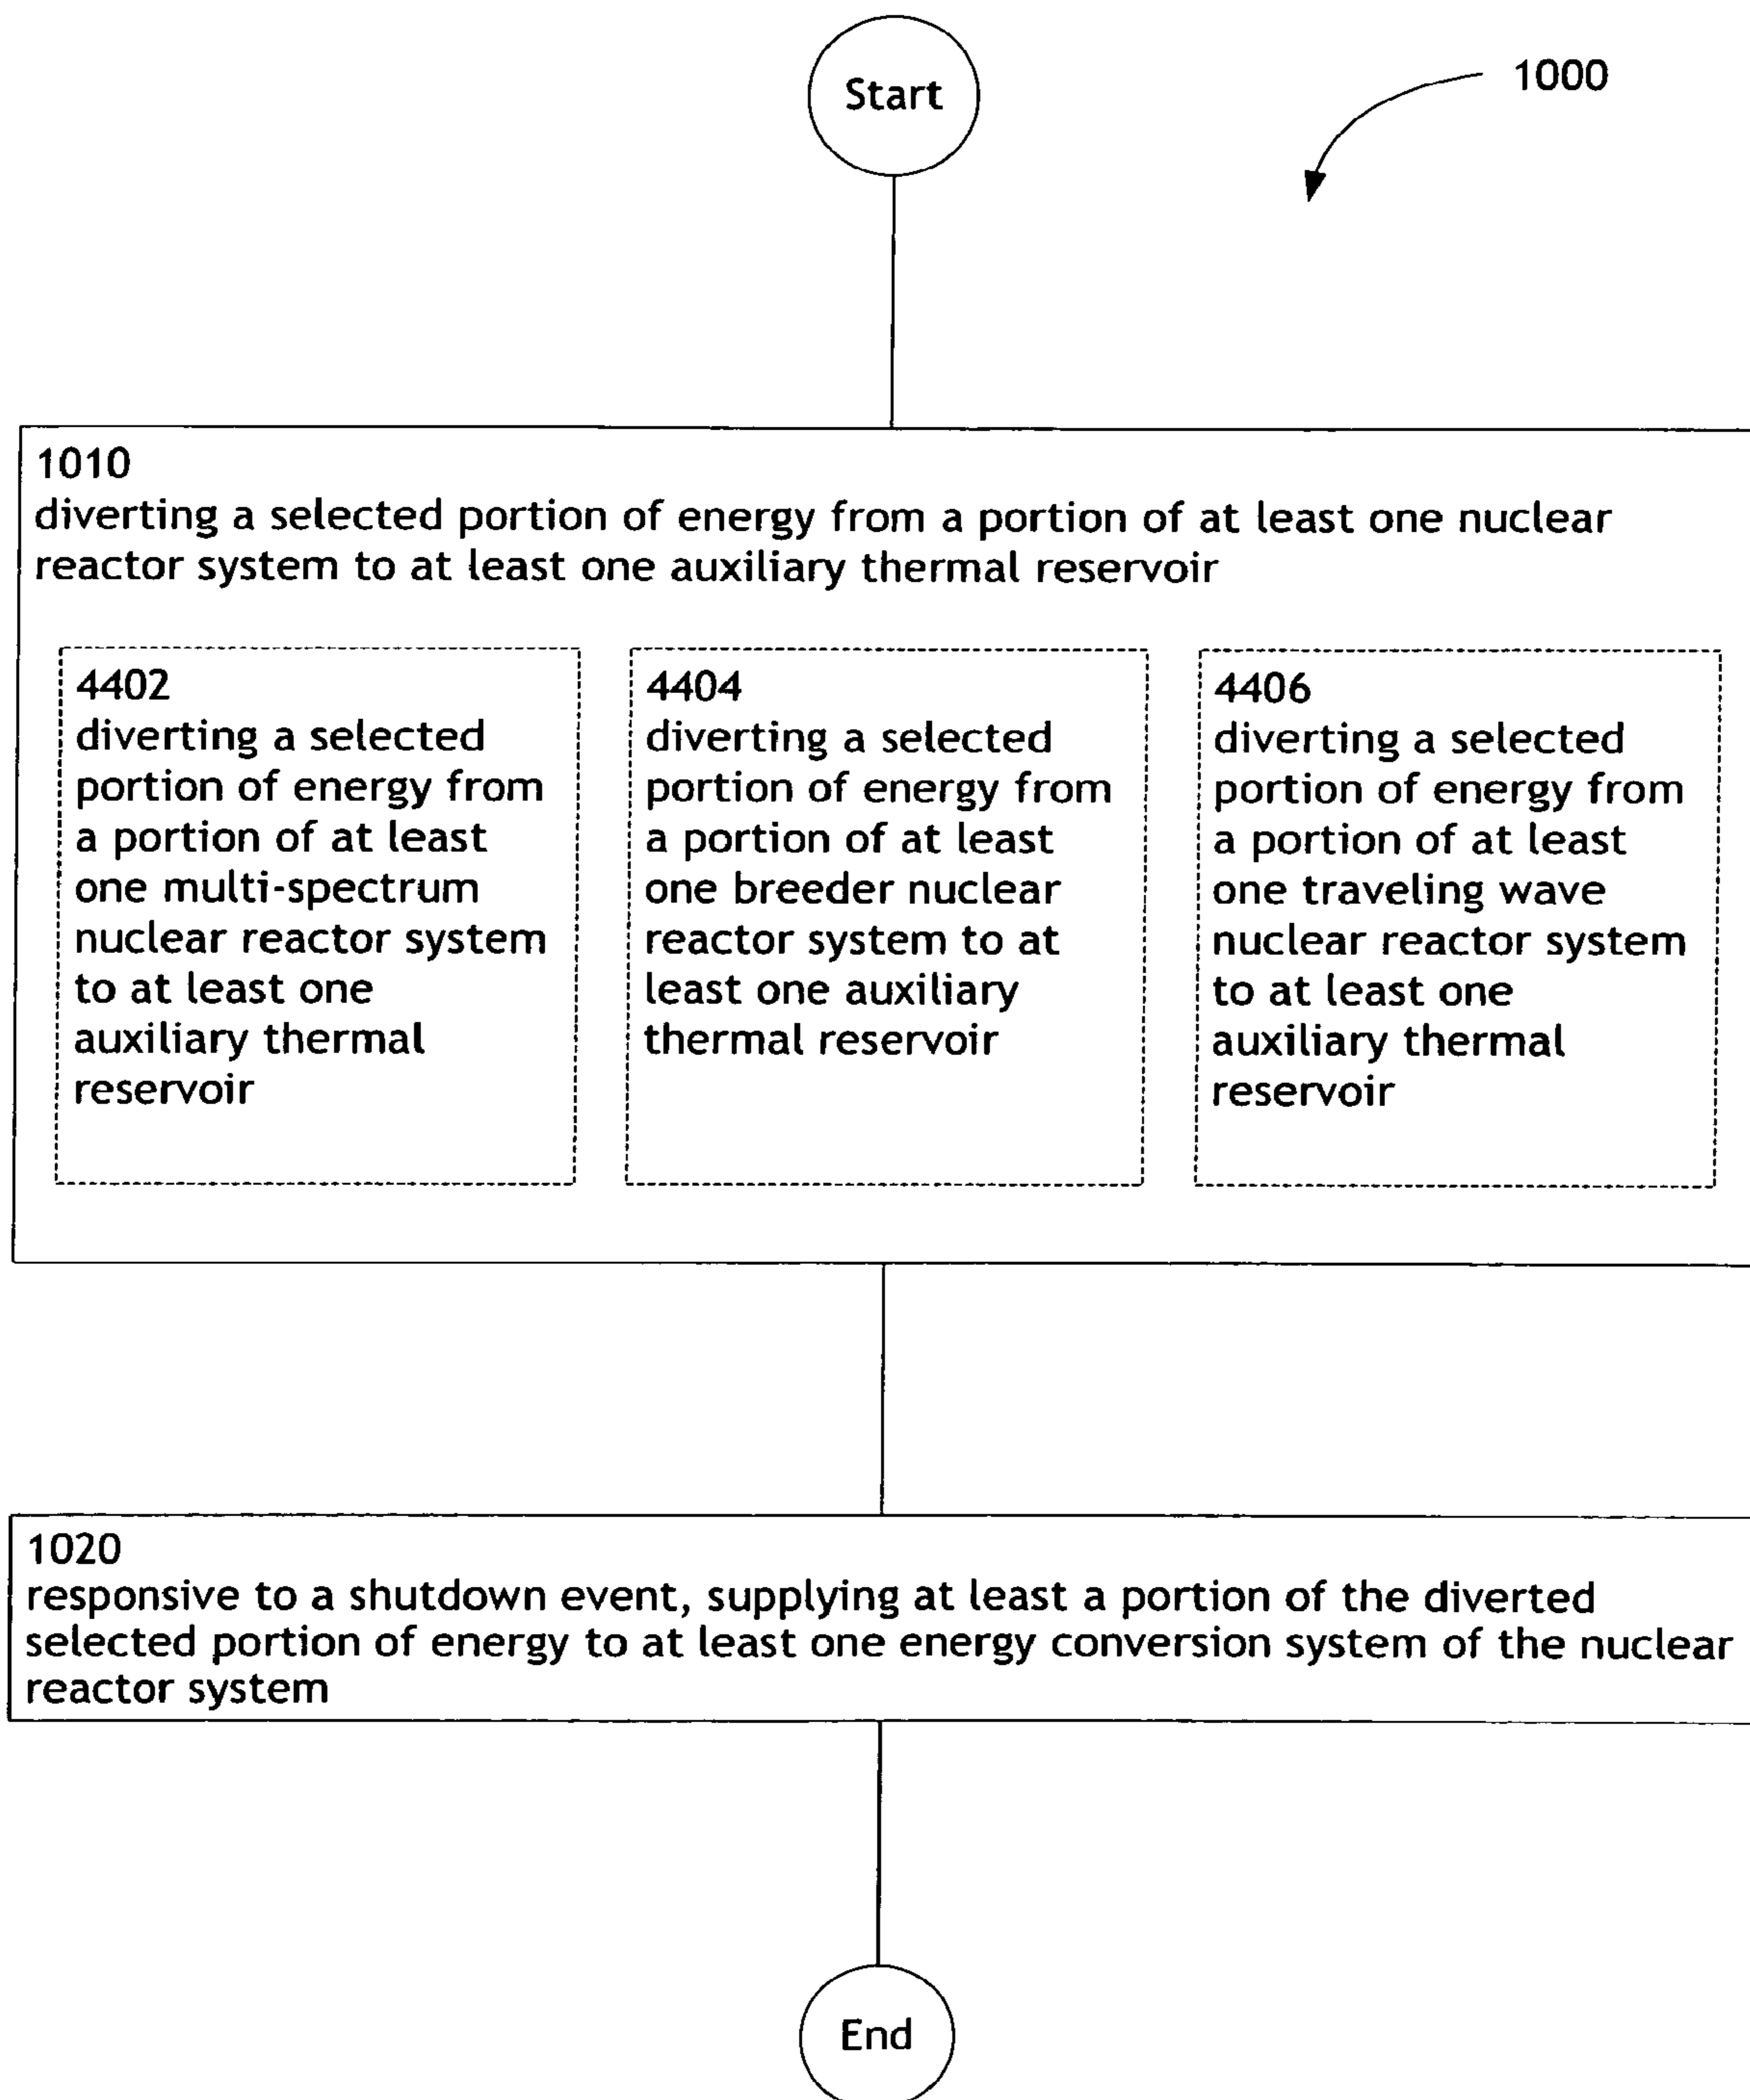 Start
1000
1010
diverting a selected portion of energy from a portion of at least one nuclear
reactor system to at least one auxiliary thermal reservoir
4402
diverting a selected
portion of energy from
a portion of at least
one multi-spectrum
nuclear reactor system
to at least one
auxiliary thermal
reservoir
4404
diverting a selected
portion of energy from
a portion of at least
one breeder nuclear
reactor system to at
least one auxiliary
thermal reservoir
4406
diverting a selected
portion of energy from
a portion of at least
one traveling wave
nuclear reactor system
to at least one
auxiliary thermal
reservoir
1020
responsive to a shutdown event, supplying at least a portion of the diverted
selected portion of energy to at least one energy conversion system of the nuclear
reactor system
End